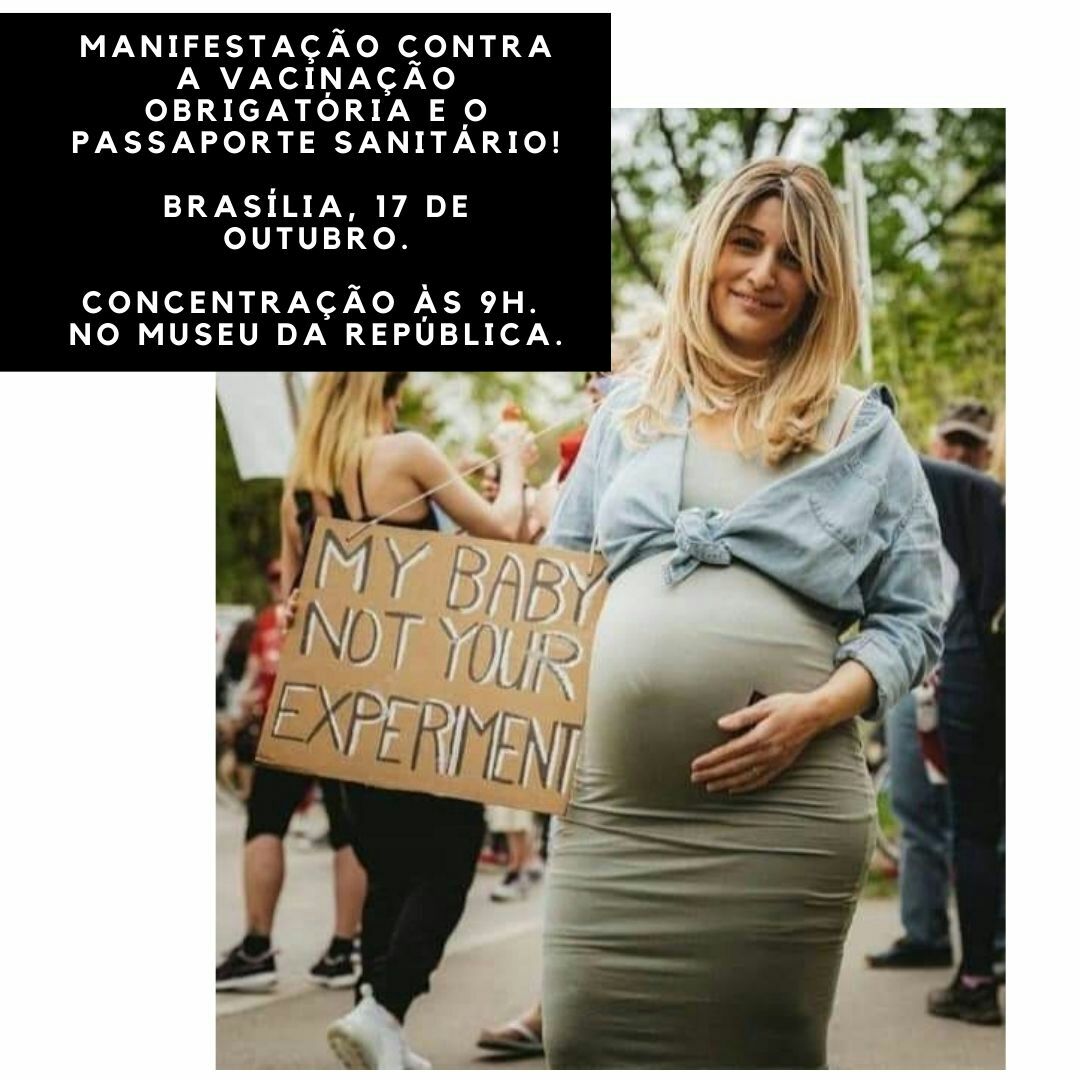 MANIFESTAÇÃO CONTRA
A VACINAÇÃO
OBRIGATÓRIA E O
PASSAPORTE SANITÁRIO!
BRASÍLIA, 17 DE
OUTUBRO.
CONCENTRAÇÃO ÀS 9H.
NO MUSEU DA REPÚBLICA.
MY BABY
NOT YOUR
EXPERIMENT